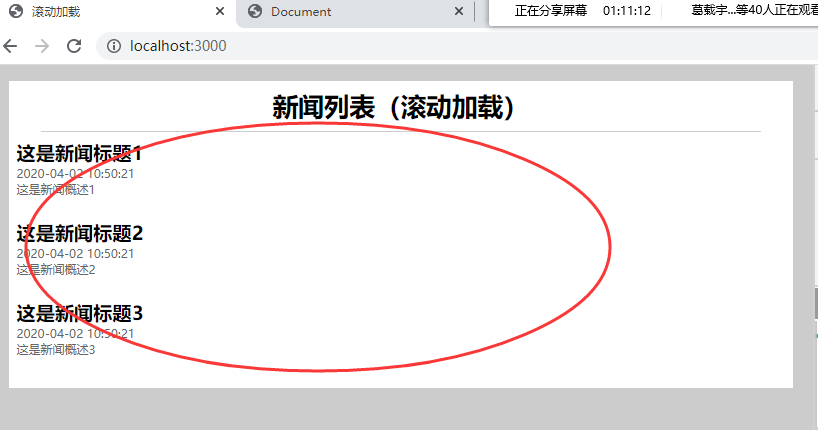 滚动加载
Document
正在分享屏幕 01:11:12 葛载宇...等40人正在观看
localhost:3000
新闻列表（滚动加载）
这是新闻标题1
2020-04-02 10:50:21
这是新闻概述1
这是新闻标题2
2020-04-02 10:50:21
这是新闻概述2
这是新闻标题3
2020-04-02 10:50:21
这是新闻概述3